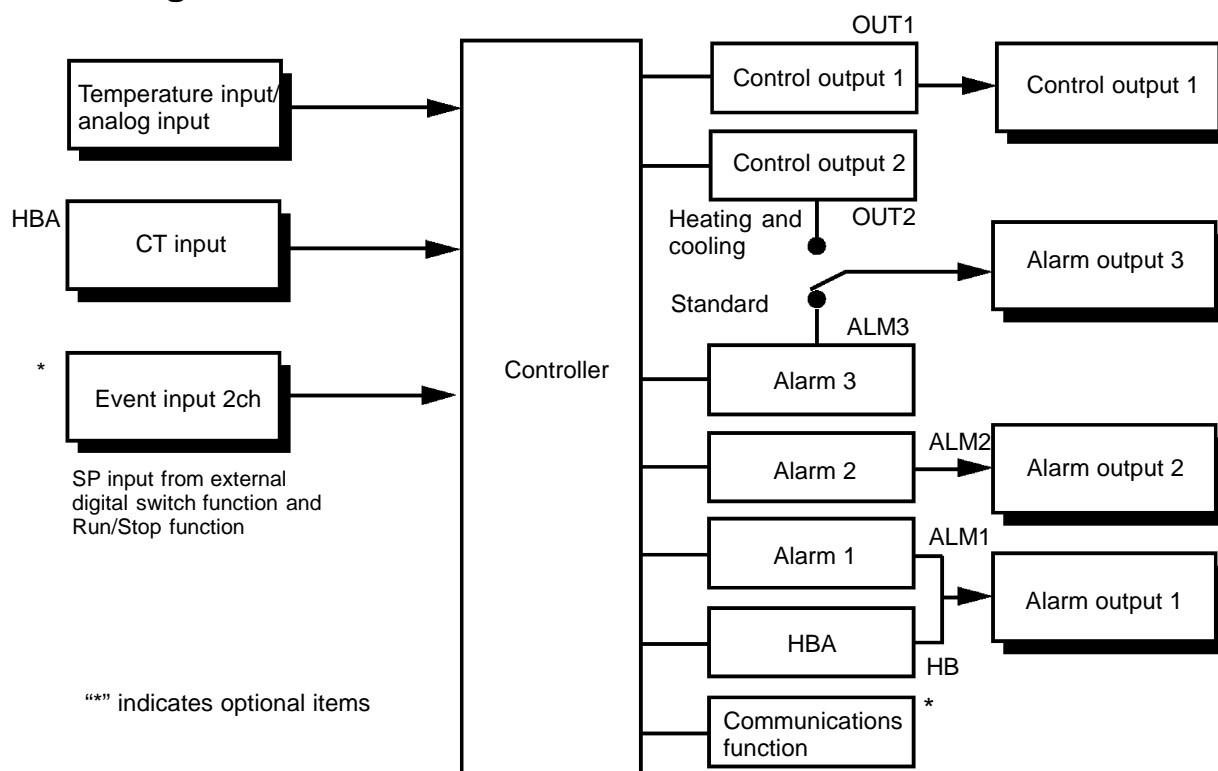 OUT1
Temperature input/
analog input
Control output 1
Control output 1
Control output 2
HBA
CT input
Heating and
cooling
OUT2
Standard
Alarm output 3
ALM3
*
Event input 2ch
Controller
Alarm 3
SP input from external
digital switch function and
Run/Stop function
Alarm 2
ALM2
Alarm output 2
Alarm 1
ALM1
Alarm output 1
HBA
HB
“*” indicates optional items
Communications
function
*